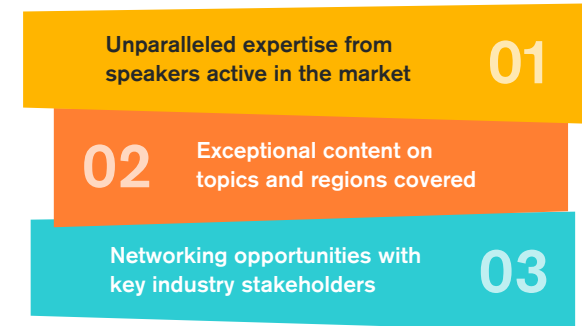 Unparalleled expertise from
speakers active in the market
01
02
Exceptional content on
topics and regions covered
Networking opportunities with
key industry stakeholders
03